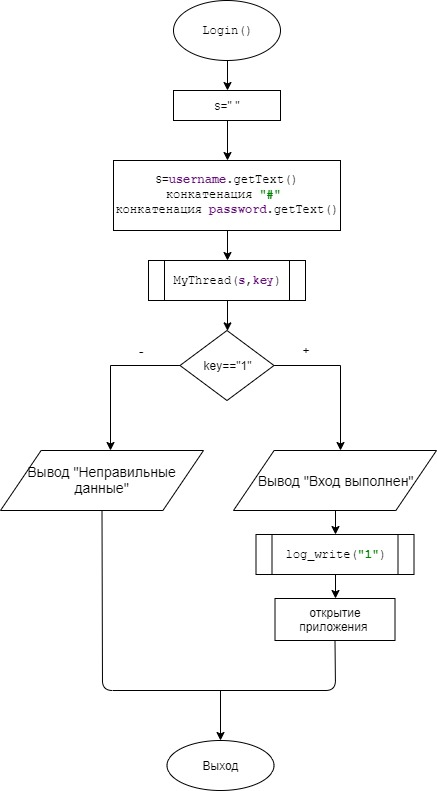 Login()
s=" "
s=username.getText()
конкатенация "#"
конкатенация password.getText()
MyThread(s,key)
key=="1"
-
+
Вывод "Неправильные
данные"
Вывод "Вход выполнен"
log_write("1")
открытие
приложения
Выход